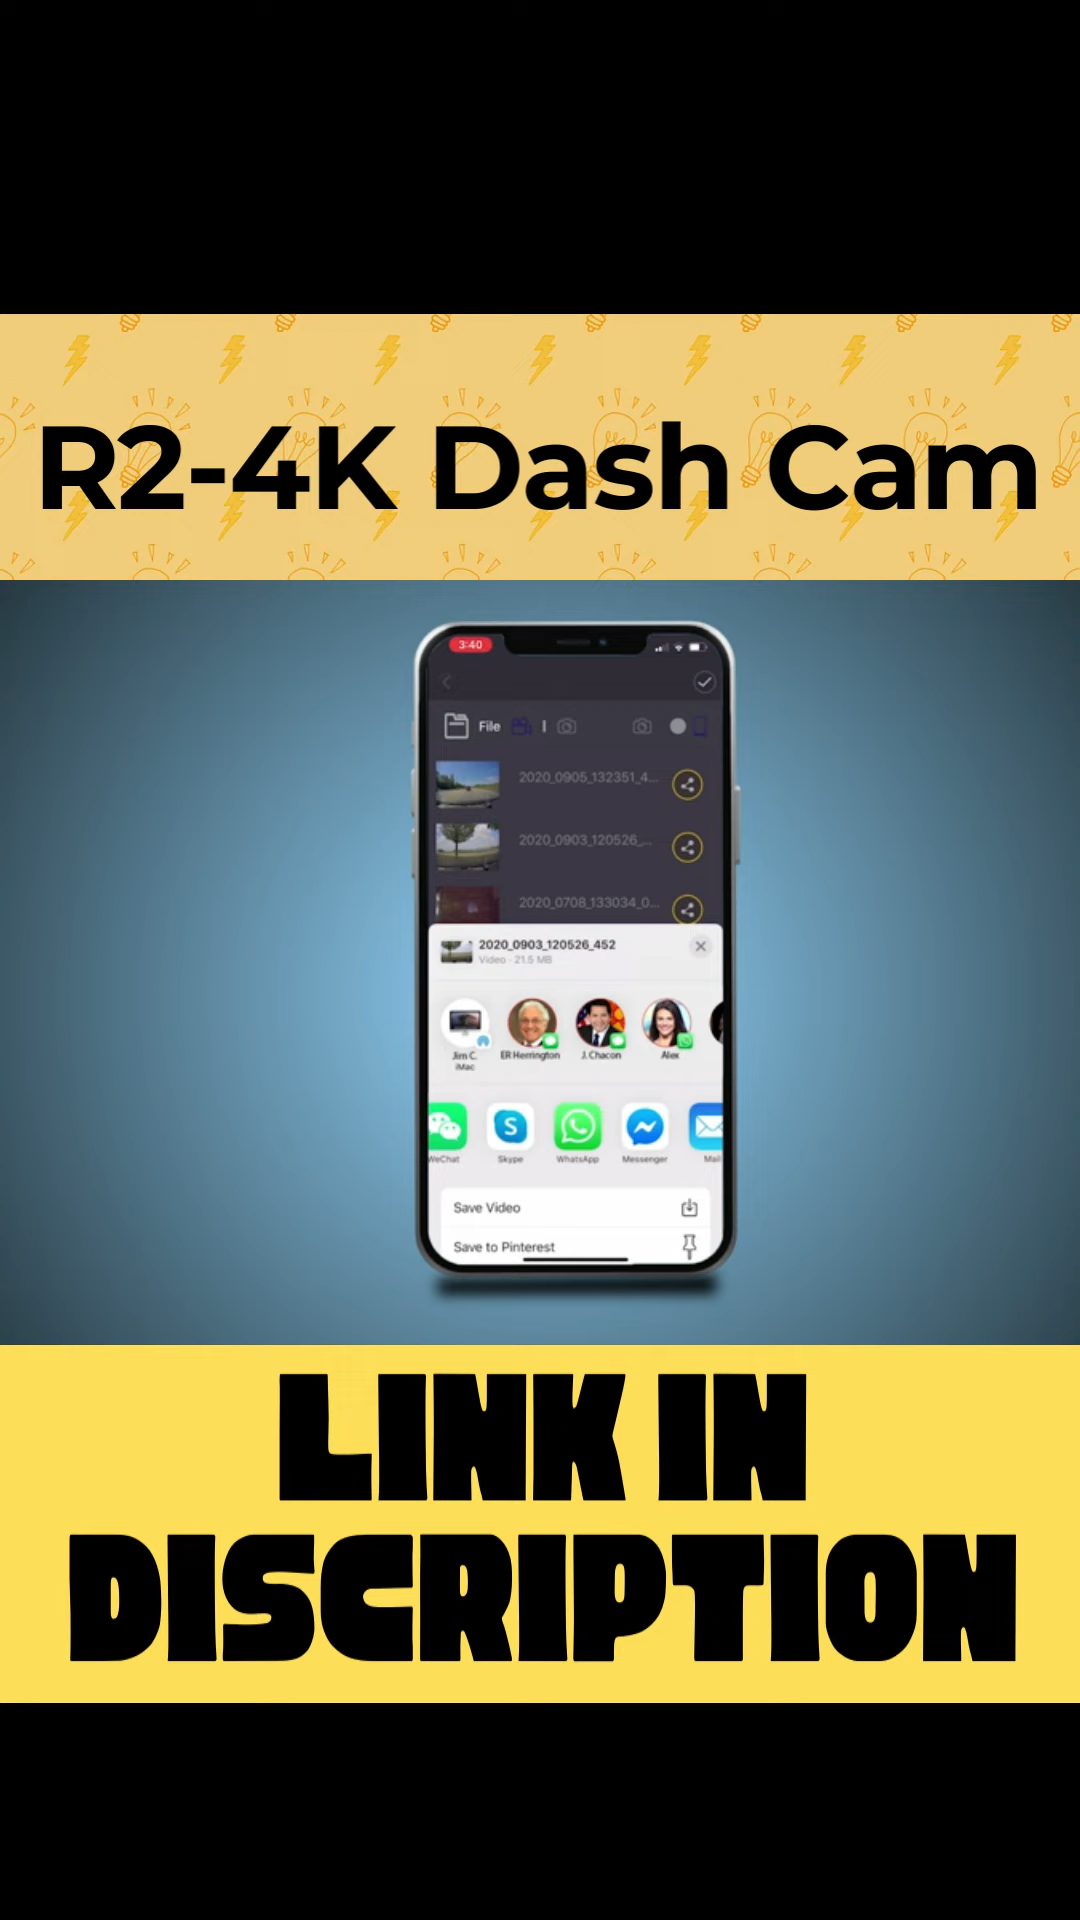 R2-4K Dash Cam
3:40
File
2020_0905_132351_4...
2020_0903_120526_...
2020_0708_133034_0...
2020_0903_120526_452
Video · 21.5 MB
Jim C.
iMac
ER Herrington
J. Chacon
Alex
WeChat
Skype
WhatsApp
Messenger
Mail
Save Video
Save to Pinterest
LINK IN
DISCRIPTION